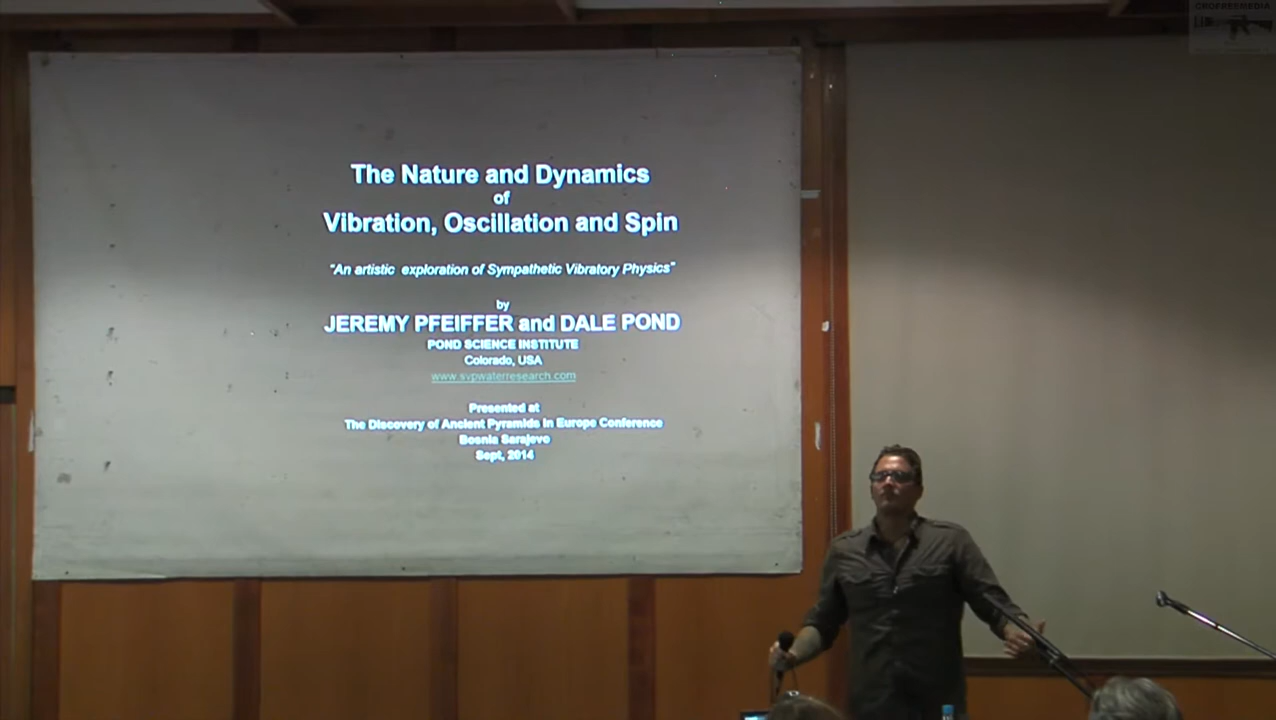 CROPRESMEDIA
The Nature and Dynamics
of
Vibration, Oscillation and Spin
"An artistic exploration of Sympathetic Vibratory Physics"
by
JEREMY PFEIFFER and DALE POND
POND SCIENCE INSTITUTE
Colorado, USA
www.svpwaterresearch.com
Presented at
The Discovery of Ancient Pyramids in Europe Conference
Bosnia Sarajevo
Sept, 2014